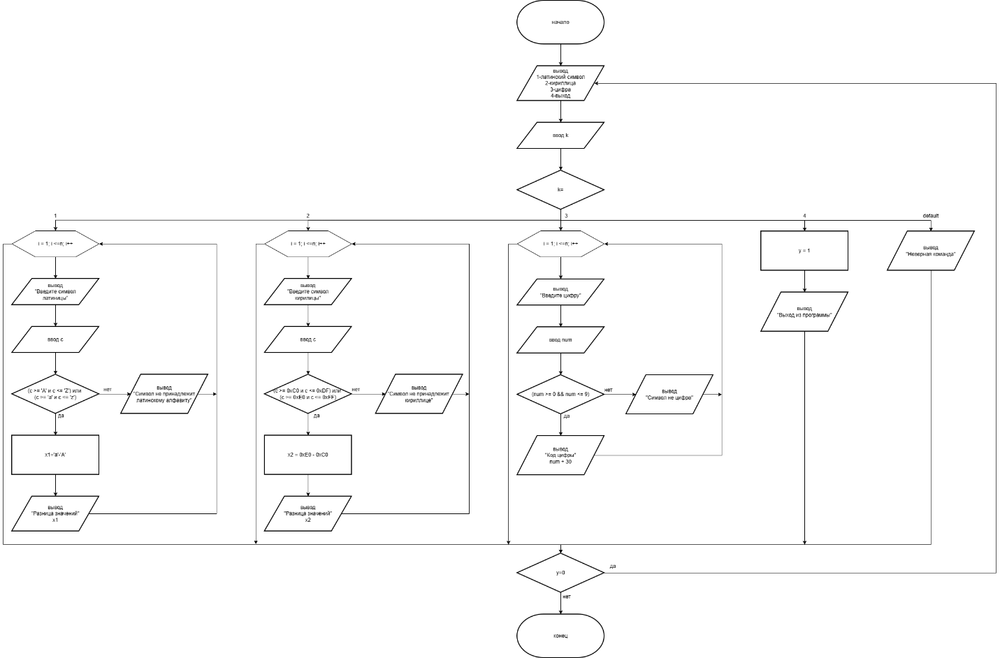 начало
вывод
1-латинский символ
2-кириплица
3-цифра
4-выход
ввод k
k=
1
2
3
4
default
i = 1; i <=n; i++
i = 1; i <=n; i++
i = 1; i <=n; i++
y = 1
вывод
"Неверная команда"
вывод
"Введите символ
латиницы"
вывод
"Введите символ
кирилицы"
вывод
"Введите цифру"
вывод
"Выход из программы"
ввод c
ввод c
ввод num
(c >= 'A' и c <= 'Z') или
(c >= 'a' и c <= 'z')
нет
вывод
"Символ не принадлежит
латинскому алфавиту"
да
(c >= 0xC0 и c <= 0xDF) или
(c >= 0xE0 и c <= 0xFF)
нет
вывод
"Символ не принадлежит
кириллице"
да
(num >= 0 && num <= 9)
нет
вывод
"Символ не цифра"
да
x1='a'-'A'
x2 = 0xE0 - 0xC0
вывод
"Код цифры"
num + 30
вывод
"Разница значений"
x1
вывод
"Разница значений"
x2
y=0
да
нет
конец